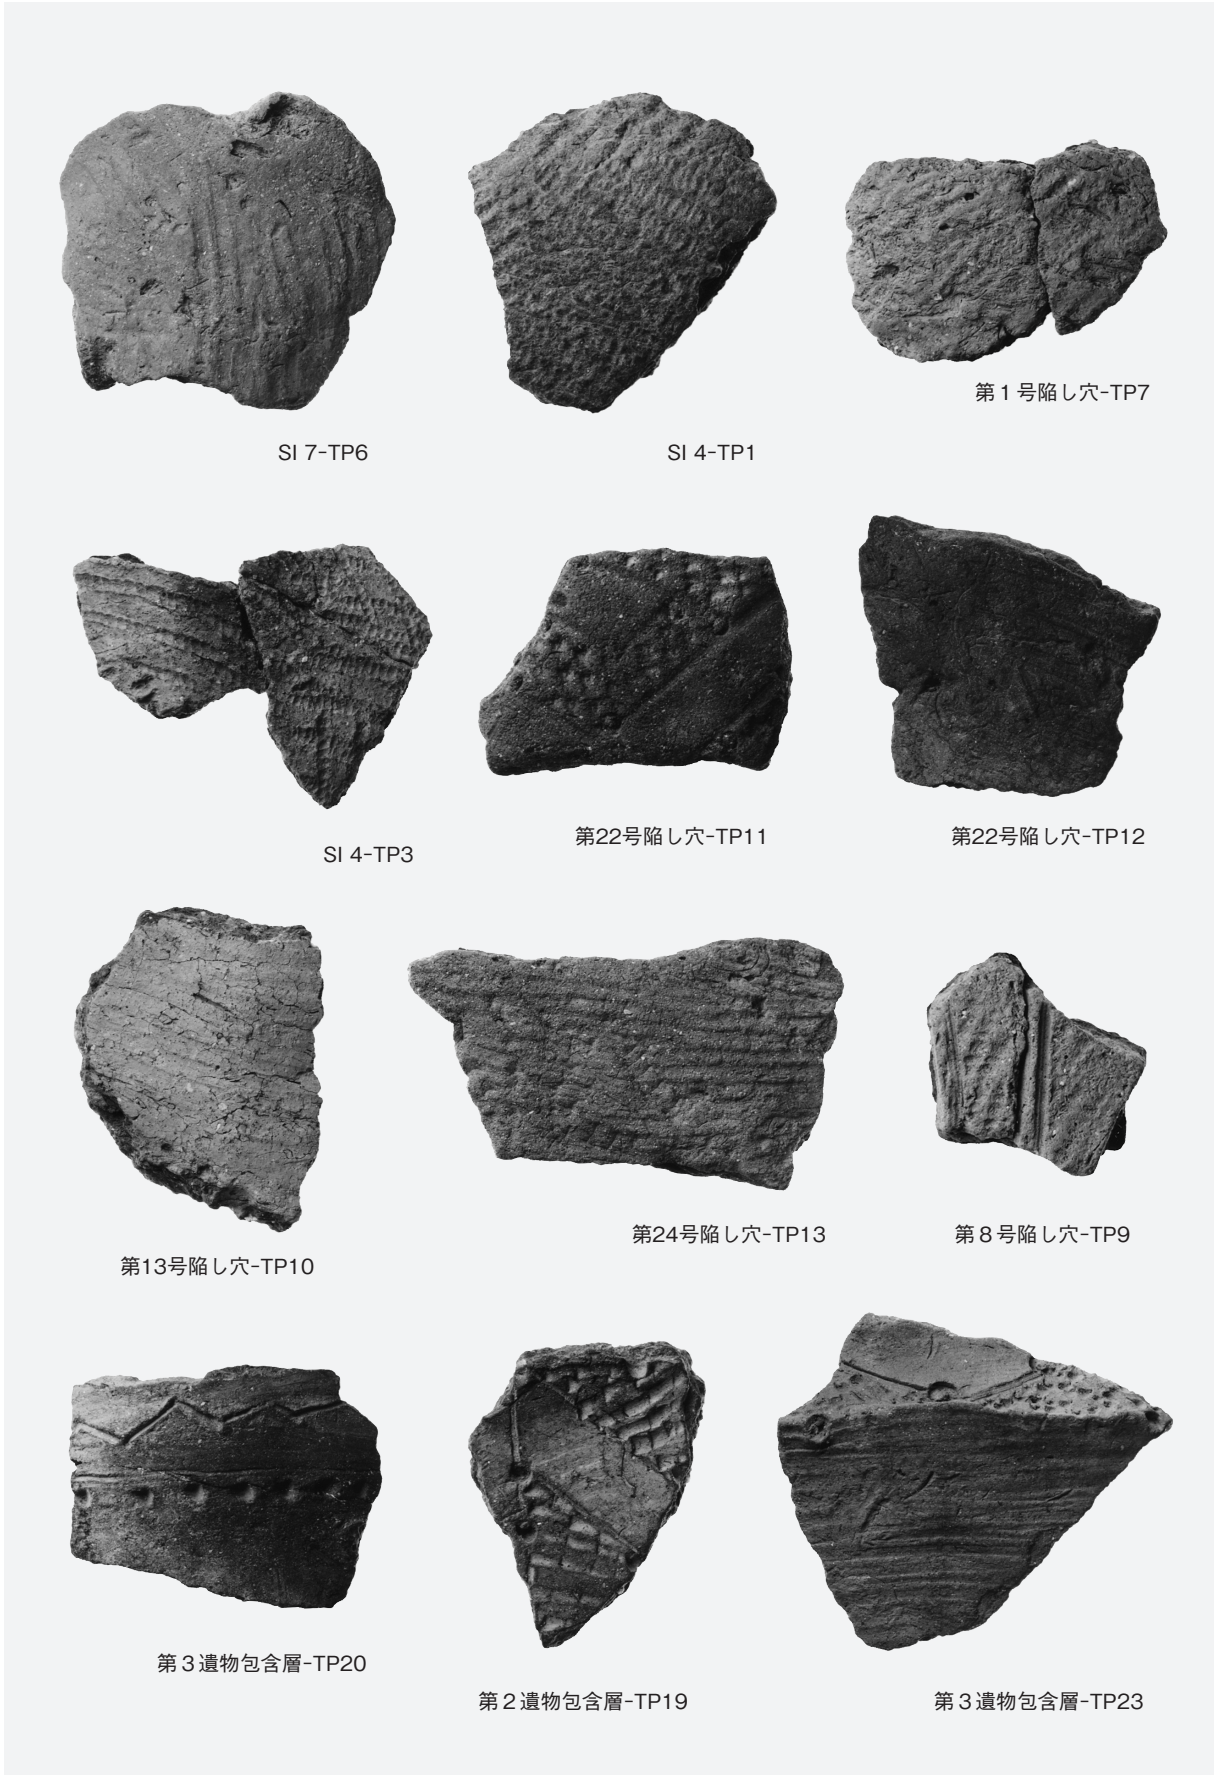 SI 7-TP6
SI 4-TP1
第１号陥し穴-TP7
SI 4-TP3
第22号陥し穴-TP11
第22号陥し穴-TP12
第13号陥し穴-TP10
第24号陥し穴-TP13
第８号陥し穴-TP9
第３遺物包含層-TP20
第２遺物包含層-TP19
第３遺物包含層-TP23